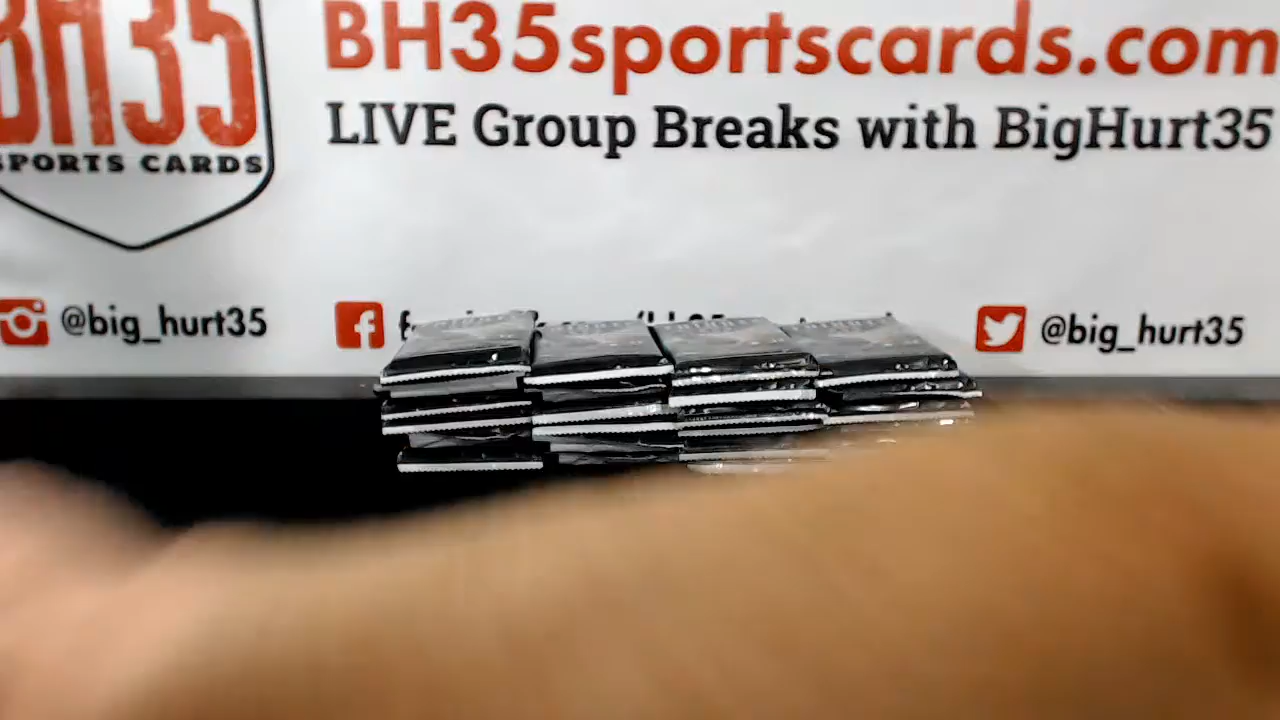 BH35
SPORTS CARDS
BH35sportscards.com
LIVE Group Breaks with BigHurt35
@big_hurt35
@big_hurt35